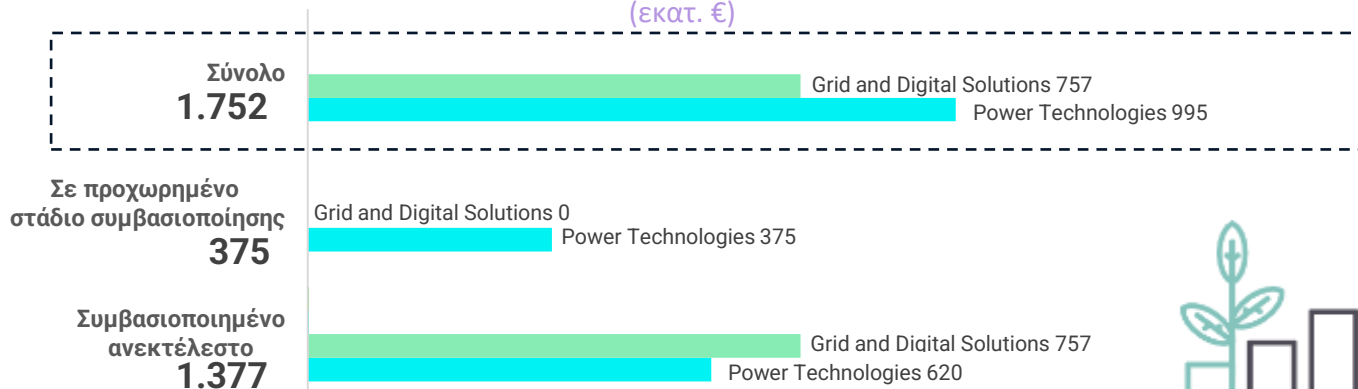 (εκατ. €)
Σύνολο
1.752
Grid and Digital Solutions 757
Power Technologies 995
Σε προχωρημένο
στάδιο συμβασιοποίησης
375
Grid and Digital Solutions 0
Power Technologies 375
Συμβασιοποιημένο
ανεκτέλεστο
1.377
Grid and Digital Solutions 757
Power Technologies 620